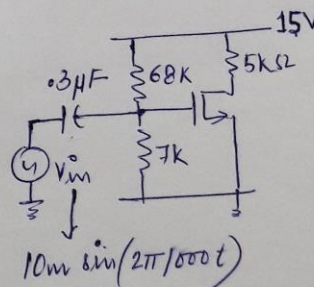 15V
.3μF
68K
5kΩ
7K
Vin
10m sin(2π1000t)